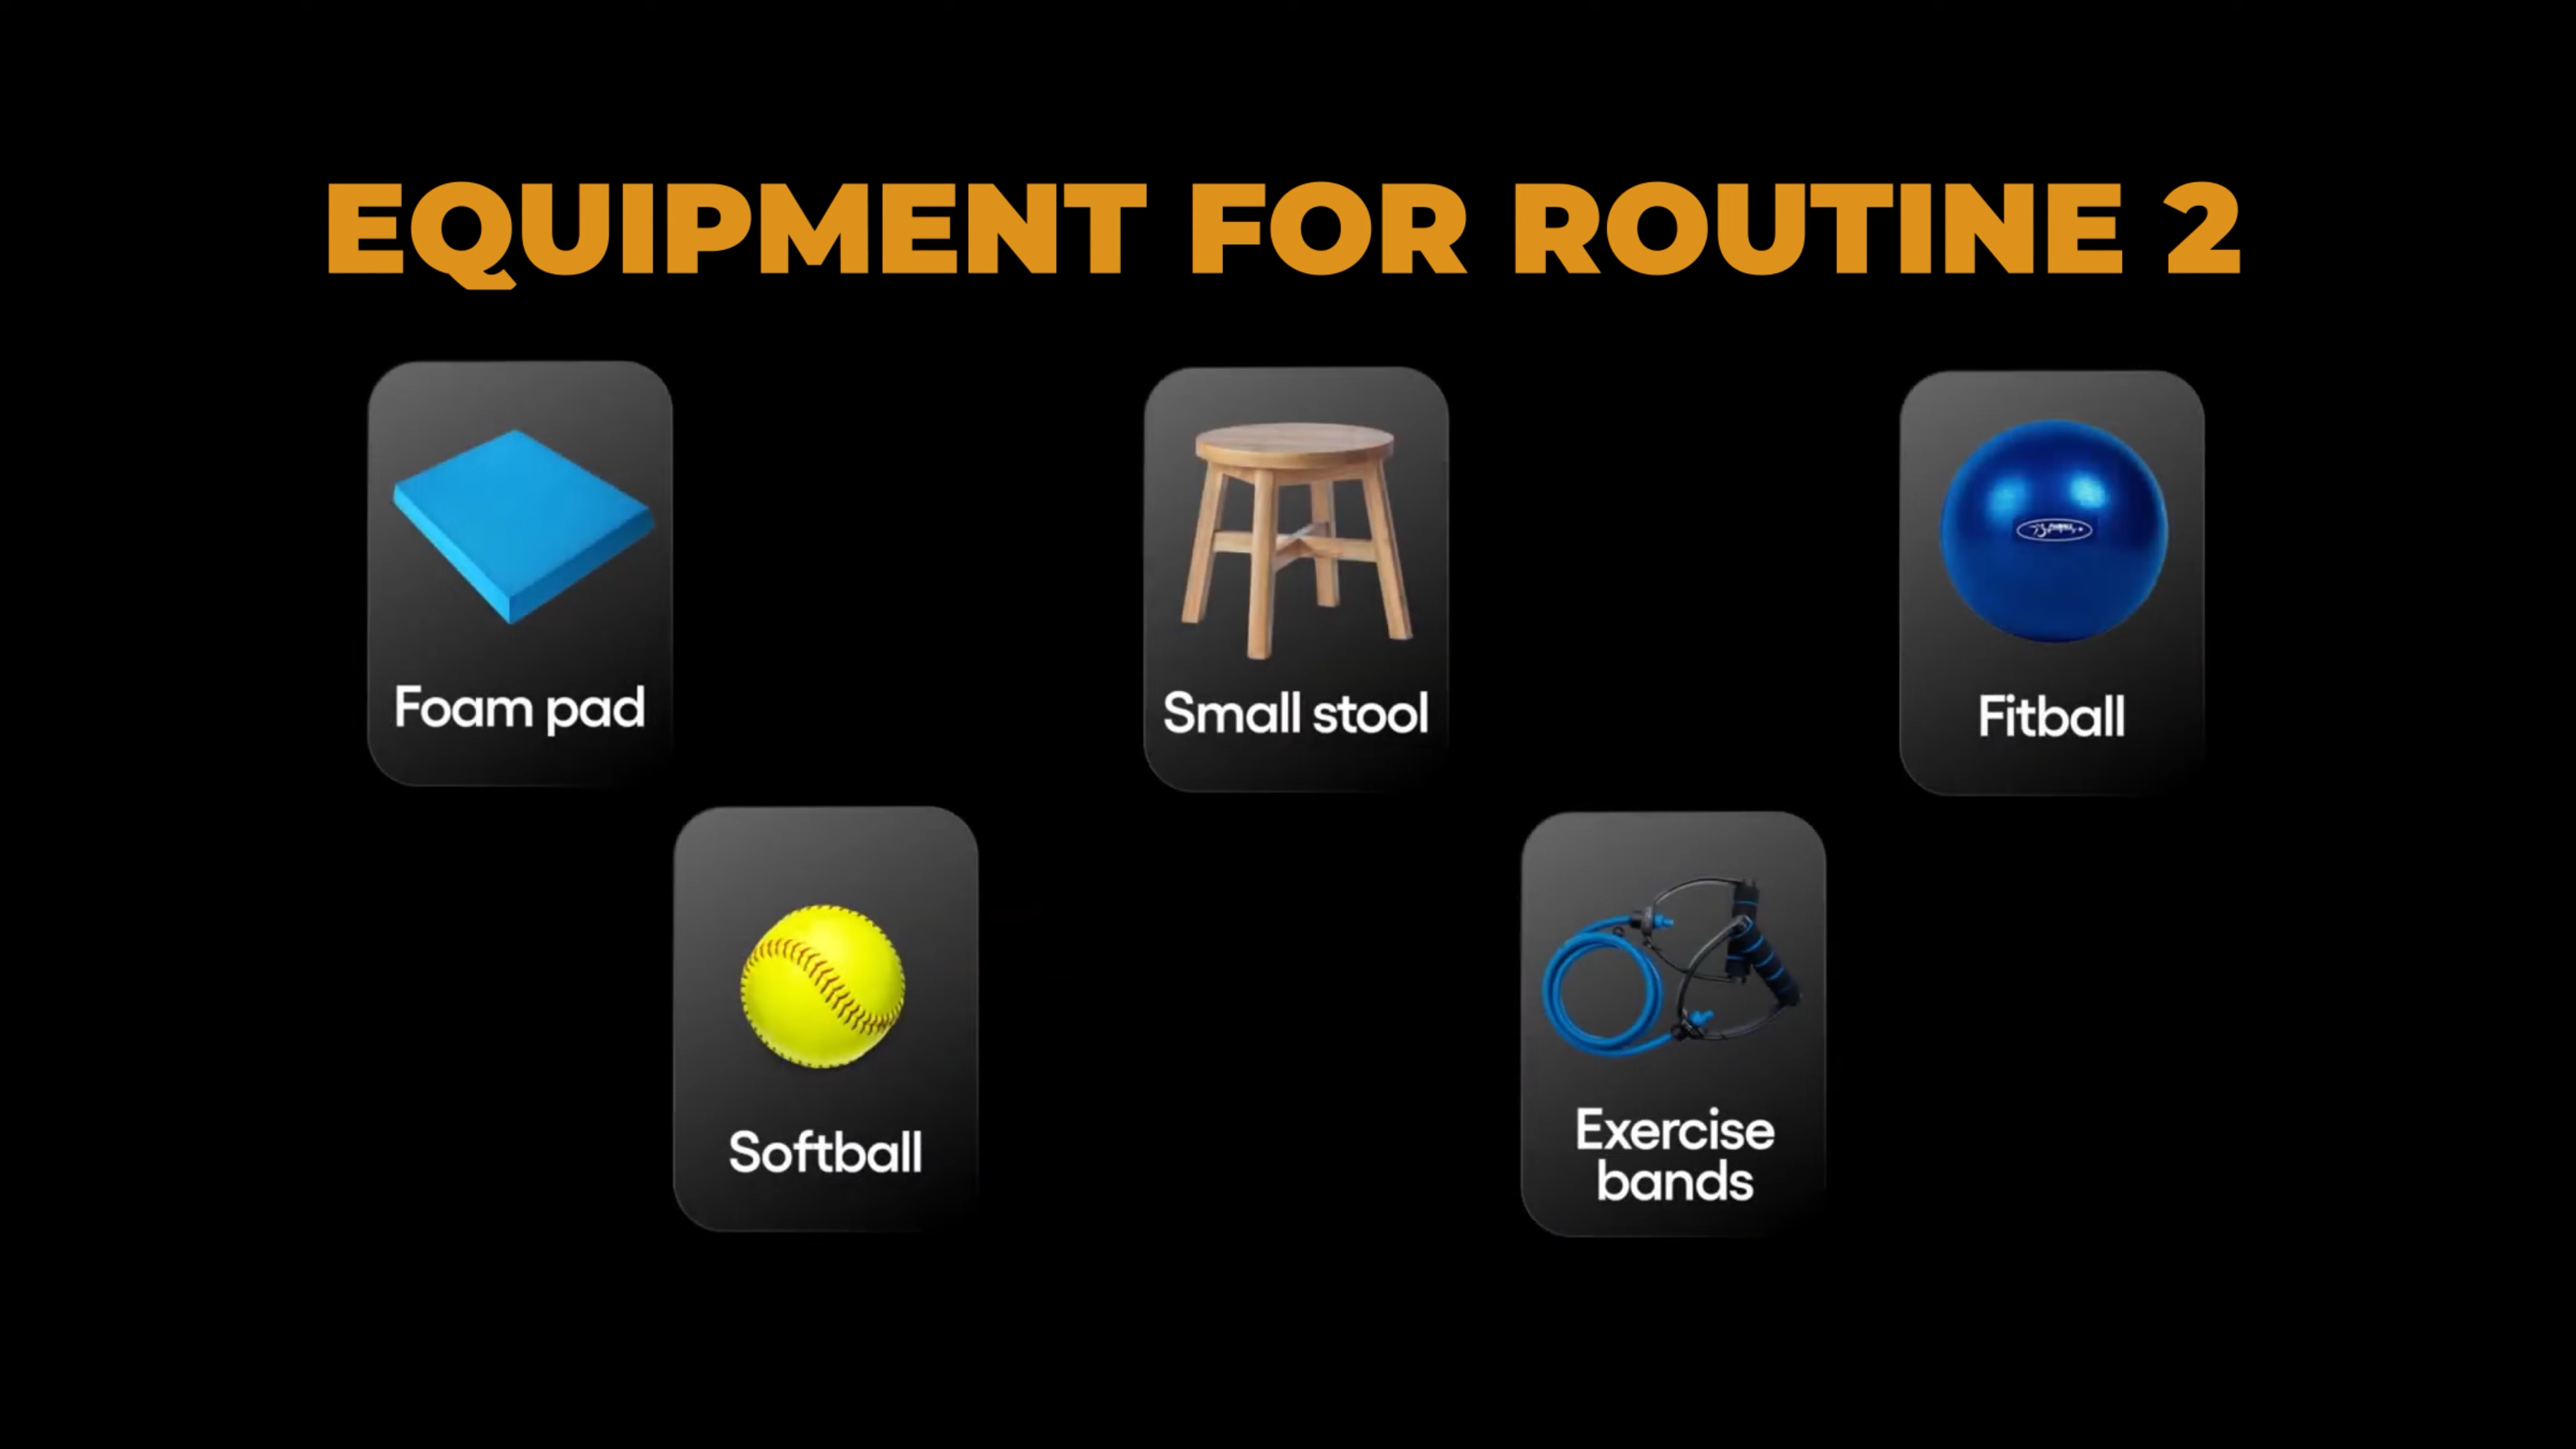 EQUIPMENT FOR ROUTINE 2
Foam pad
Small stool
Fitball
Softball
Exercise
bands